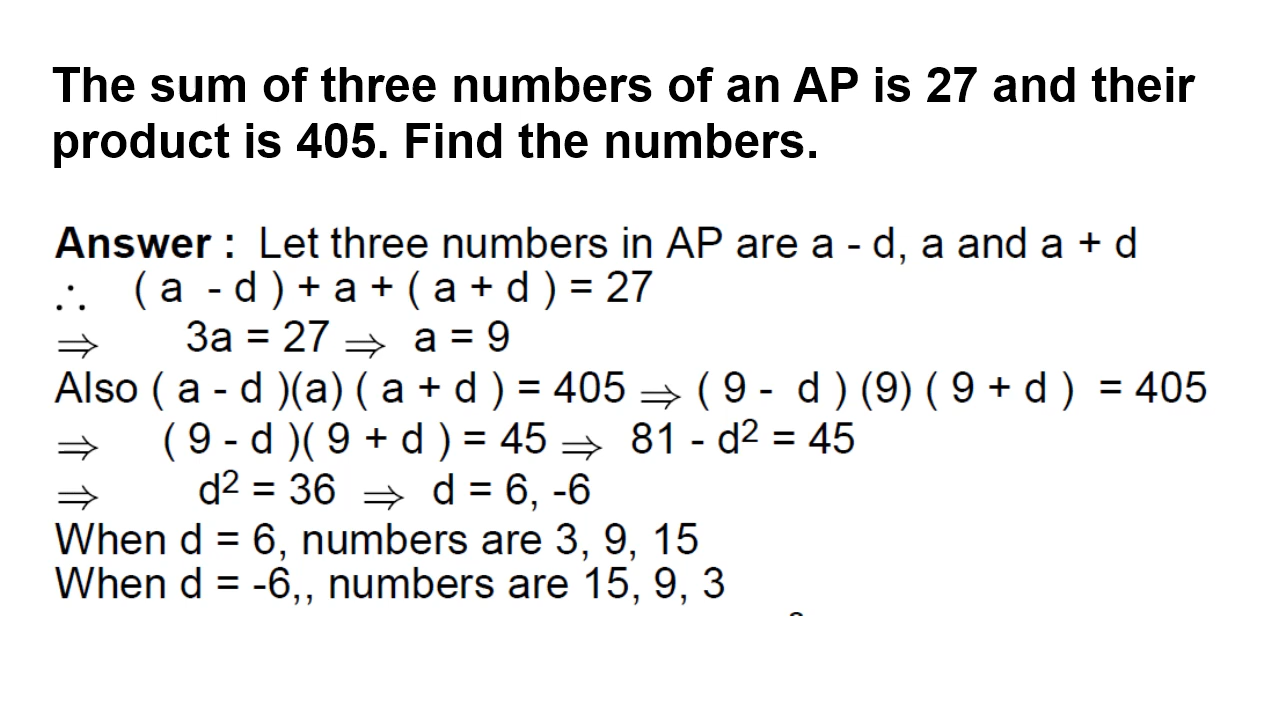 The sum of three numbers of an AP is 27 and their
product is 405. Find the numbers.
Answer : Let three numbers in AP are a - d, a and a + d
∴ ( a - d ) + a + ( a + d ) = 27
⇒ 3a = 27 ⇒ a = 9
Also ( a - d )(a) ( a + d ) = 405 ⇒ ( 9 - d ) (9) ( 9 + d ) = 405
⇒ ( 9 - d )( 9 + d ) = 45 ⇒ 81 - d² = 45
⇒ d² = 36 ⇒ d = 6, -6
When d = 6, numbers are 3, 9, 15
When d = -6,, numbers are 15, 9, 3